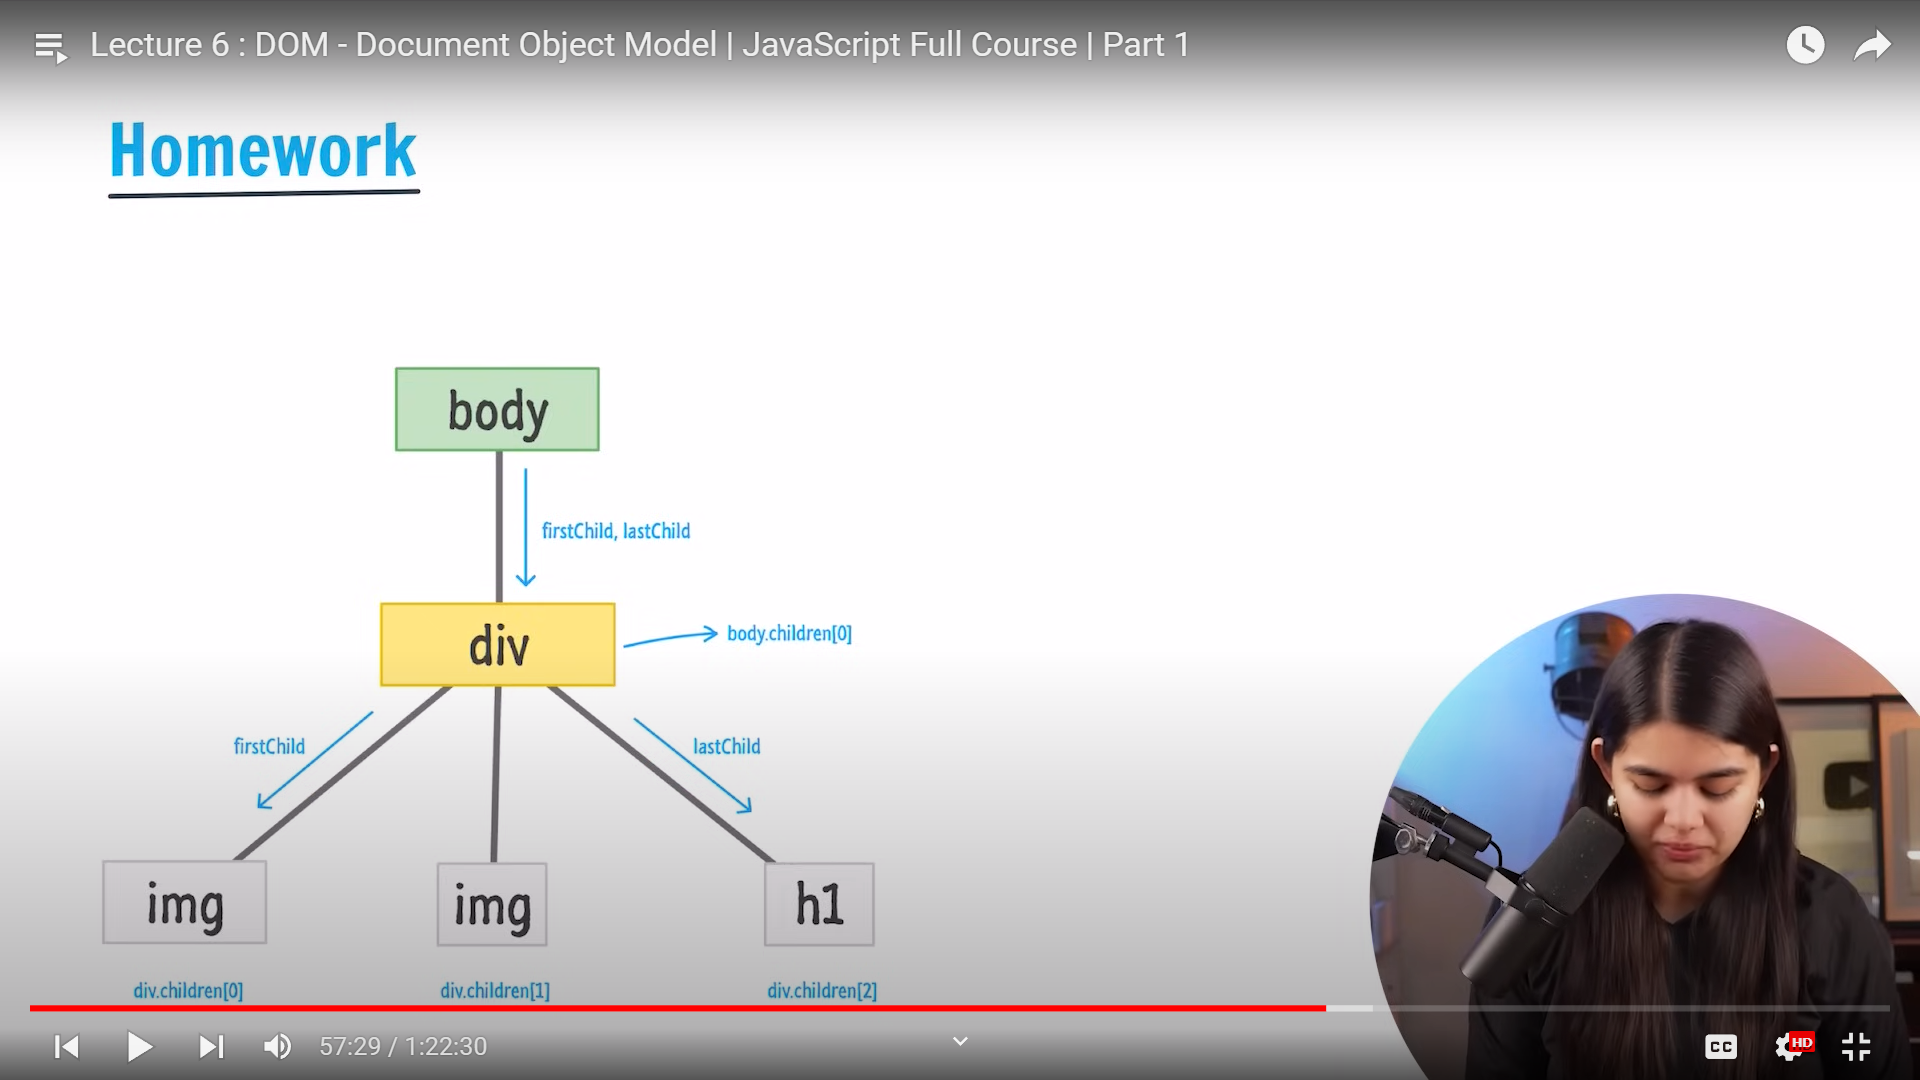 Lecture 6 : DOM - Document Object Model | JavaScript Full Course | Part 1
Homework
body
firstChild, lastChild
div
body.children[0]
firstChild
lastChild
img
img
h1
div.children[0]
div.children[1]
div.children[2]
57:29 / 1:22:30
CC
HD